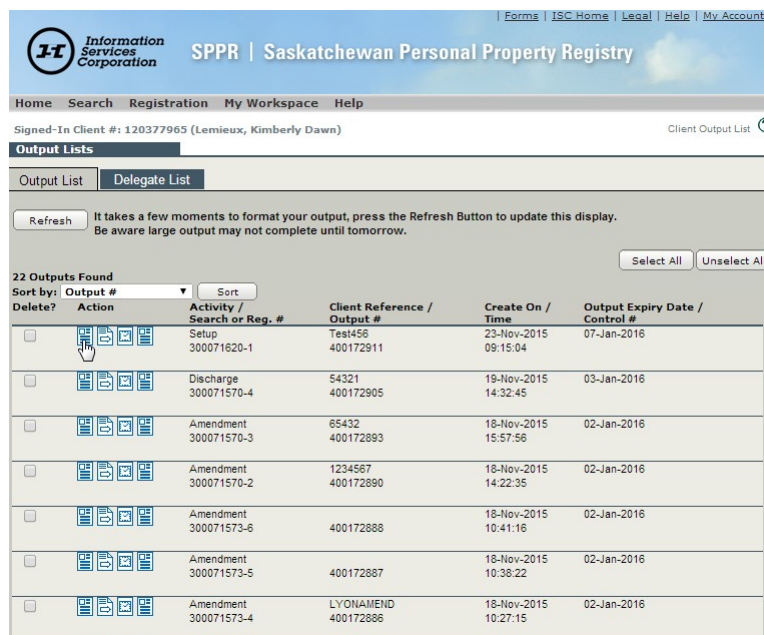 | Forms | ISC Home | Legal | Help | My Account
Information
Services
Corporation
SPPR | Saskatchewan Personal Property Registry
Home Search Registration My Workspace Help
Signed-In Client #: 120377965 (Lemieux, Kimberly Dawn) Client Output List
Output Lists
Output List Delegate List
Refresh It takes a few moments to format your output, press the Refresh Button to update this display.
Be aware large output may not complete until tomorrow.
Select All Unselect Al
22 Outputs Found
Sort by: Output # Sort
Delete? Action Activity / Client Reference / Create On / Output Expiry Date /
Search or Reg. # Output # Time Control #
Setup Test456 23-Nov-2015 07-Jan-2016
300071620-1 400172911 09:15:04
Discharge 54321 19-Nov-2015 03-Jan-2016
300071570-4 400172905 14:32:45
Amendment 65432 18-Nov-2015 02-Jan-2016
300071570-3 400172893 15:57:56
Amendment 1234567 18-Nov-2015 02-Jan-2016
300071570-2 400172890 14:22:35
Amendment 18-Nov-2015 02-Jan-2016
300071573-6 400172888 10:41:16
Amendment 18-Nov-2015 02-Jan-2016
300071573-5 400172887 10:38:22
Amendment LYONAMEND 18-Nov-2015 02-Jan-2016
300071573-4 400172886 10:27:15